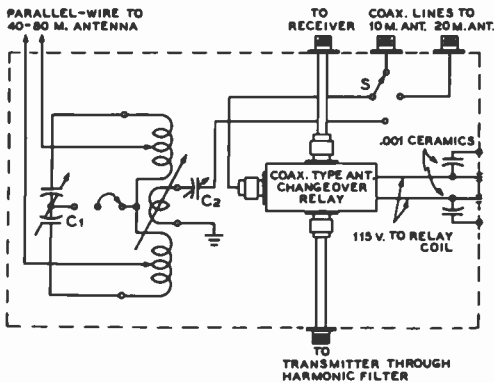 PARALLEL-WIRE TO
40-80 M. ANTENNA
TO
RECEIVER
COAX. LINES TO
10 M. ANT. 20 M. ANT.
S
.001 CERAMICS
C1
C2
COAX. TYPE ANT.
CHANGEOVER
RELAY
115 V. TO RELAY
COIL
TO
TRANSMITTER THROUGH
HARMONIC FILTER